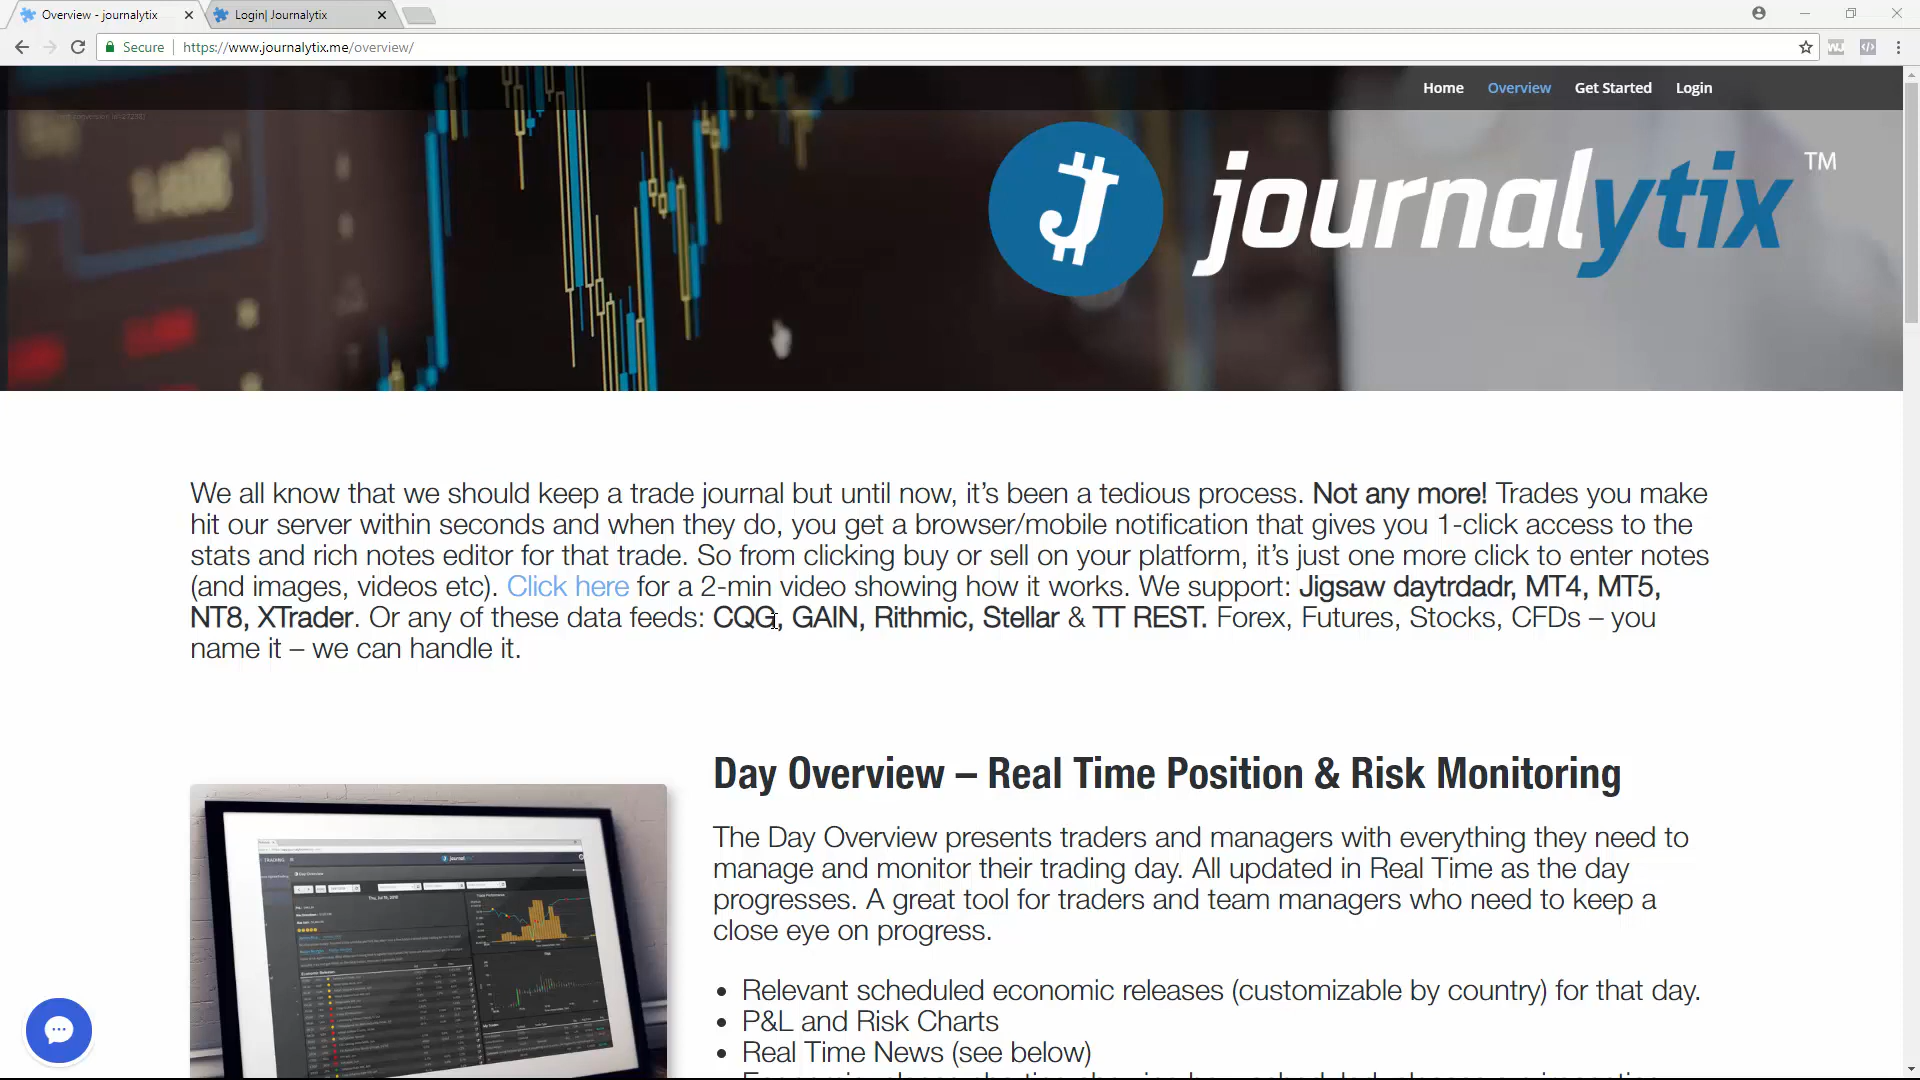 Overview - journalytix
Login| Journalytix
Secure
https://www.journalytix.me/overview/
Home Overview Get Started Login
journalytix TM
We all know that we should keep a trade journal but until now, it's been a tedious process. Not any more! Trades you make
hit our server within seconds and when they do, you get a browser/mobile notification that gives you 1-click access to the
stats and rich notes editor for that trade. So from clicking buy or sell on your platform, it's just one more click to enter notes
(and images, videos etc). Click here for a 2-min video showing how it works. We support: Jigsaw daytrdadr, MT4, MT5,
NT8, XTrader. Or any of these data feeds: CQG, GAIN, Rithmic, Stellar & TT REST. Forex, Futures, Stocks, CFDs – you
name it – we can handle it.
Day Overview – Real Time Position & Risk Monitoring
The Day Overview presents traders and managers with everything they need to
manage and monitor their trading day. All updated in Real Time as the day
progresses. A great tool for traders and team managers who need to keep a
close eye on progress.
• Relevant scheduled economic releases (customizable by country) for that day.
• P&L and Risk Charts
• Real Time News (see below)